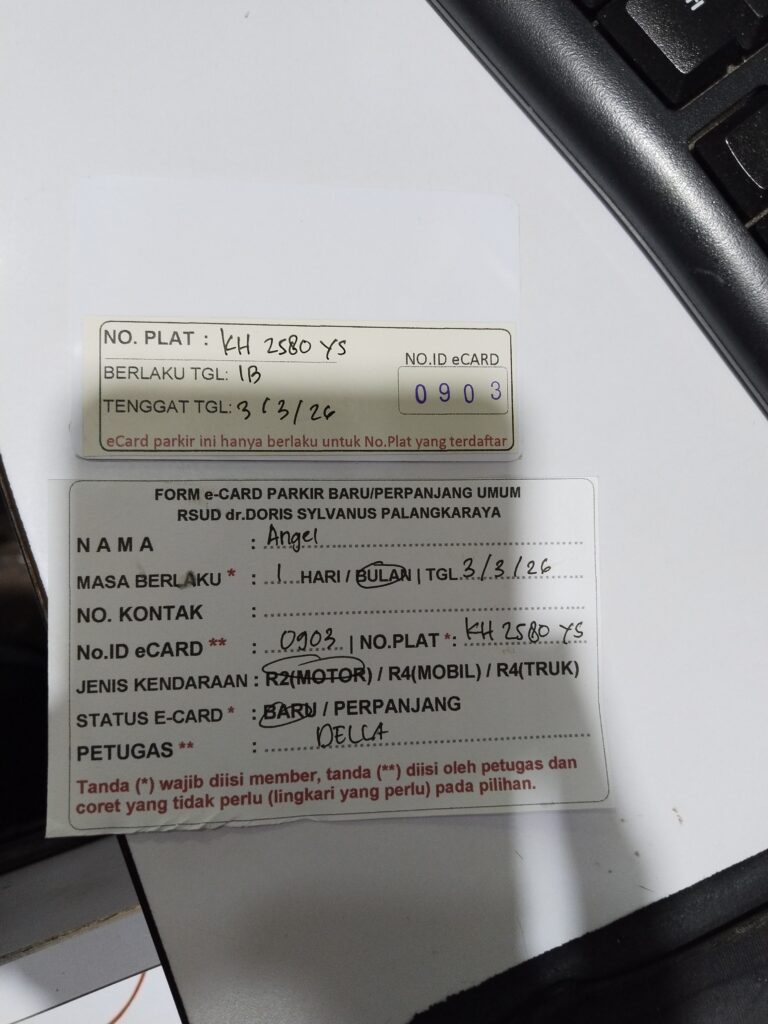 H
NO. PLAT : KH 2580 YS
BERLAKU TGL: 1B
NO.ID eCARD
0903
TENGGAT TGL: 3/3/26
eCard parkir ini hanya berlaku untuk No.Plat yang terdaftar
FORM e-CARD PARKIR BARU/PERPANJANG UMUM
RSUD dr.DORIS SYLVANUS PALANGKARAYA
NAMA : Angel
MASA BERLAKU * : 1 HARI / BULAN | TGL 3/3/26
NO. KONTAK :
No.ID eCARD ** : 0903 | NO.PLAT *: KH 2580 YS
JENIS KENDARAAN : R2(MOTOR) / R4(MOBIL) / R4(TRUK)
STATUS E-CARD * : BARU / PERPANJANG
PETUGAS ** : DELLA
Tanda (*) wajib diisi member, tanda (**) diisi oleh petugas dan
coret yang tidak perlu (lingkari yang perlu) pada pilihan.